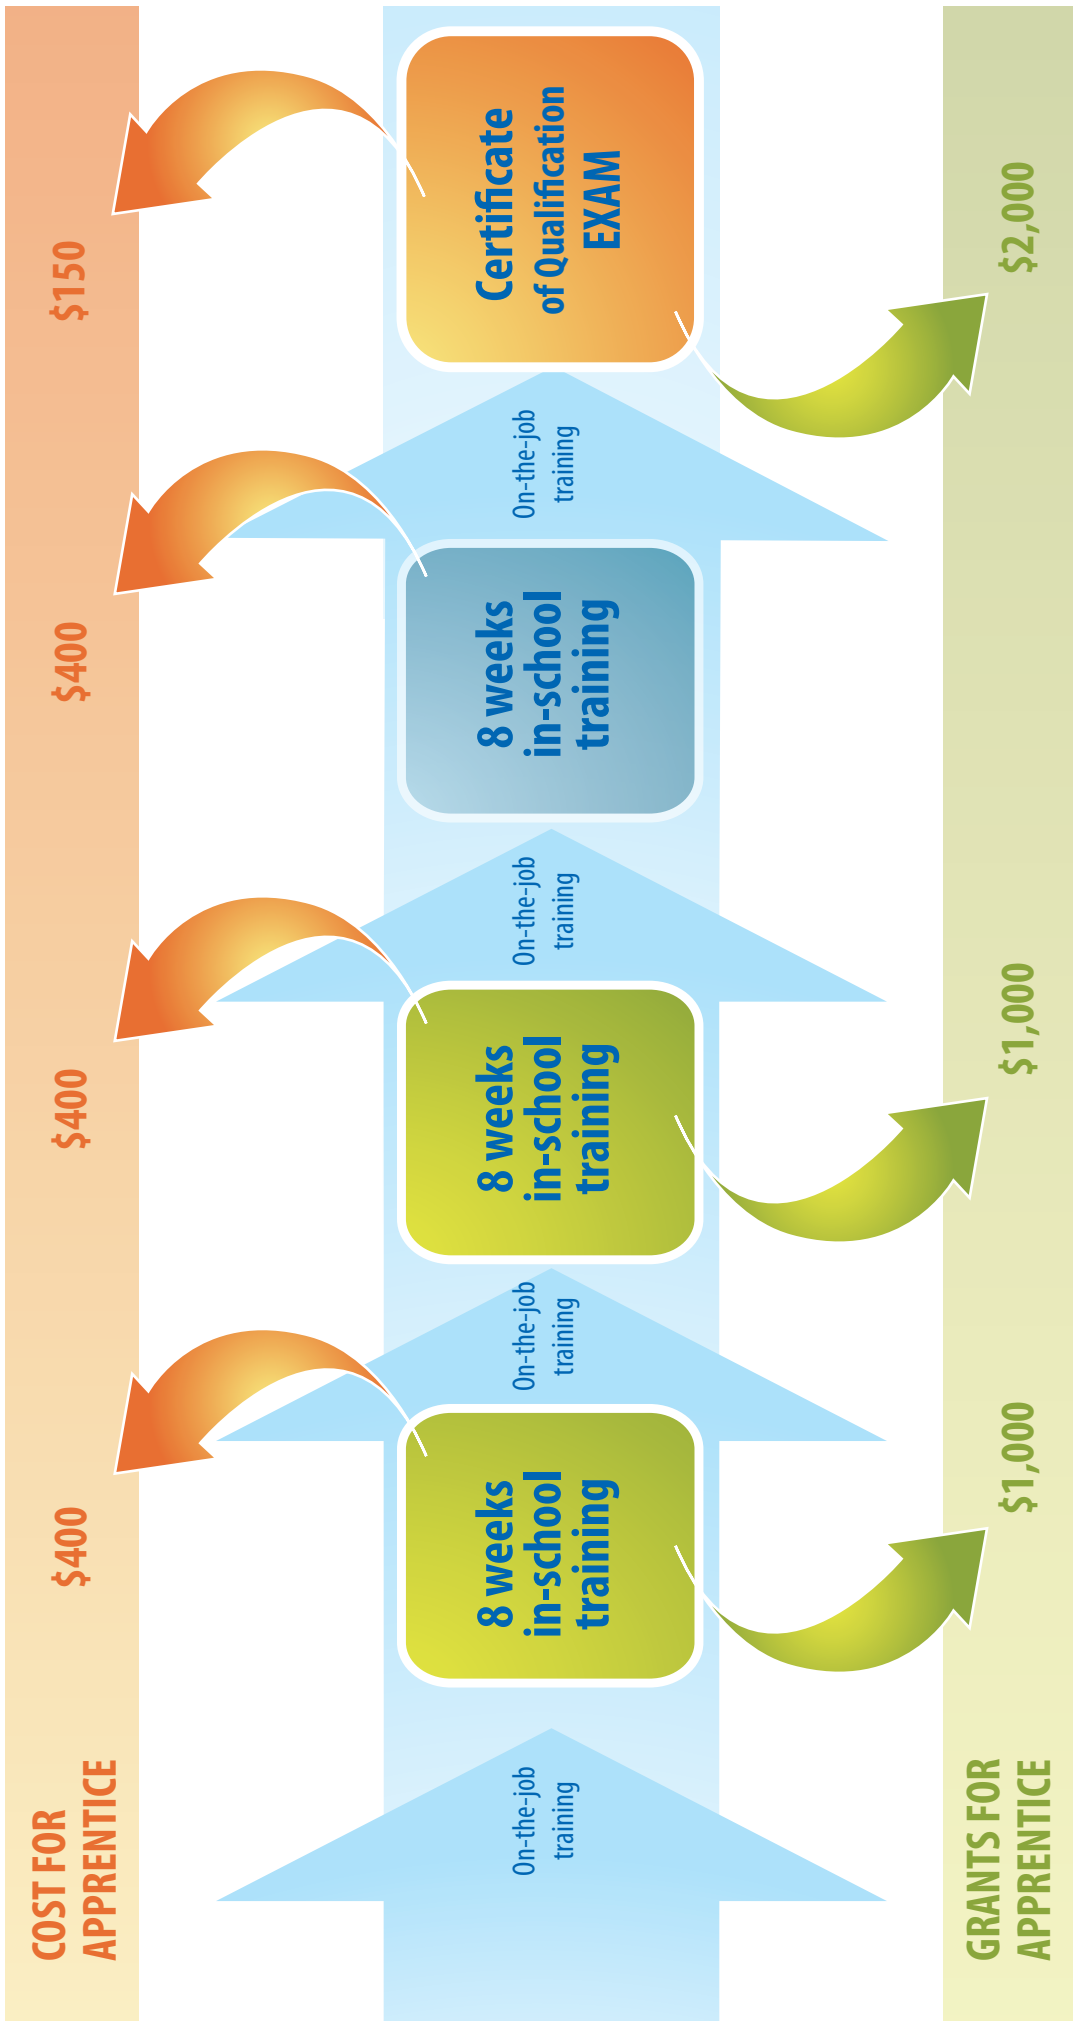 COST FOR
APPRENTICE
$400
$400
$400
$150
On-the-job
training
8 weeks
in-school
training
On-the-job
training
8 weeks
in-school
training
On-the-job
training
8 weeks
in-school
training
On-the-job
training
Certificate
of Qualification
EXAM
GRANTS FOR
APPRENTICE
$1,000
$1,000
$2,000